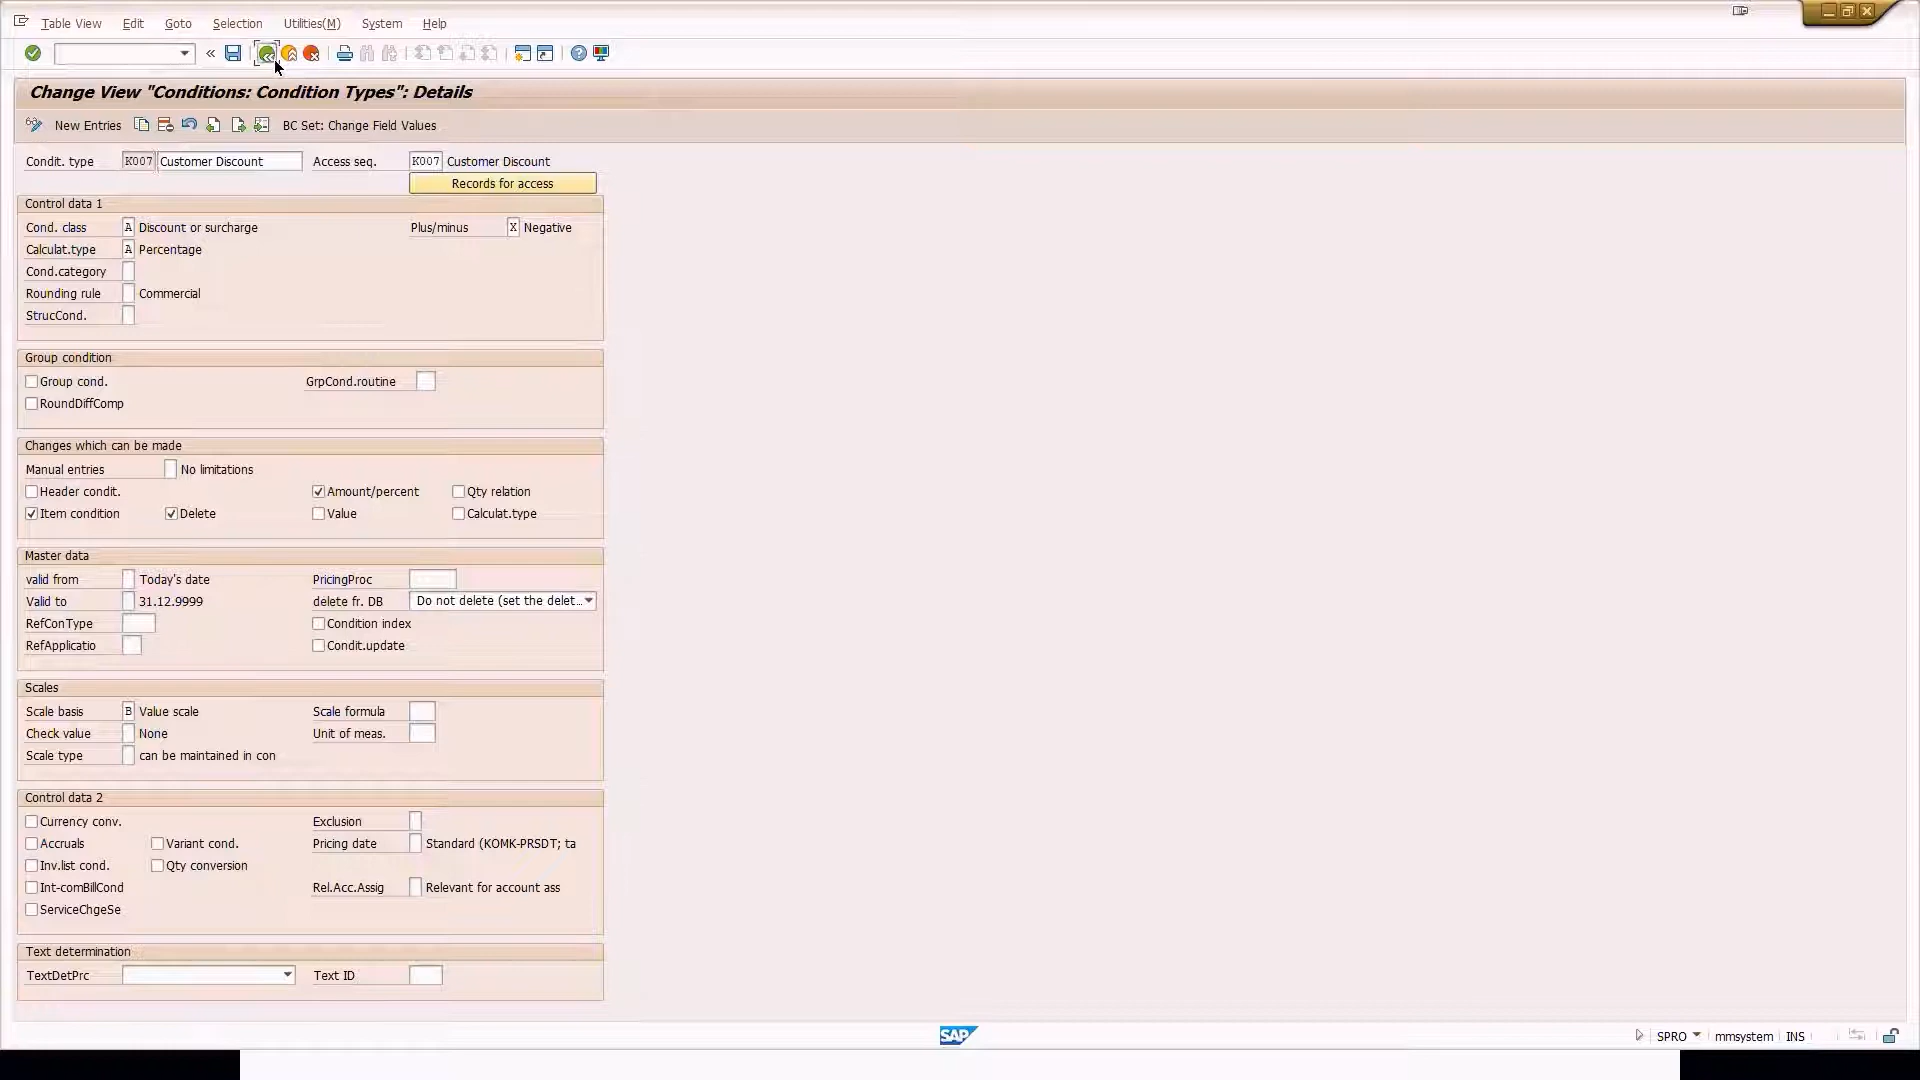 Table View Edit Goto Selection Utilities(M) System Help
Change View "Conditions: Condition Types": Details
New Entries BC Set: Change Field Values
Condit. type K007 Customer Discount Access seq. K007 Customer Discount
Records for access
Control data 1
Cond. class A Discount or surcharge Plus/minus X Negative
Calculat.type A Percentage
Cond.category
Rounding rule Commercial
StrucCond.
Group condition
Group cond. GrpCond.routine
RoundDiffComp
Changes which can be made
Manual entries No limitations
Header condit. Amount/percent Qty relation
Item condition Delete Value Calculat.type
Master data
valid from Today's date PricingProc
Valid to 31.12.9999 delete fr. DB Do not delete (set the delet...
RefConType Condition index
RefApplicatio Condit.update
Scales
Scale basis B Value scale Scale formula
Check value None Unit of meas.
Scale type can be maintained in con
Control data 2
Currency conv. Exclusion
Accruals Variant cond. Pricing date Standard (KOMK-PRSDT; ta
Inv.list cond. Qty conversion
Int-comBillCond Rel.Acc.Assig Relevant for account ass
ServiceChgeSe
Text determination
TextDetPrc Text ID
SAP SPRO mmsystem INS